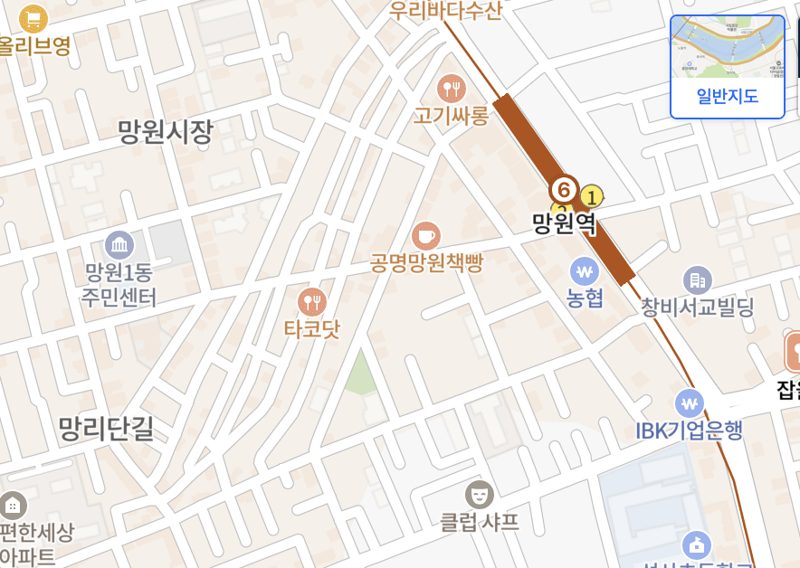 우리바다수산
올리브영
일반지도
고기싸롱
망원시장
6
1
2
망원역
공명망원책빵
망원1동
주민센터
농협
창비서교빌딩
타코닷
망리단길
IBK기업은행
클럽 샤프
편한세상
아파트